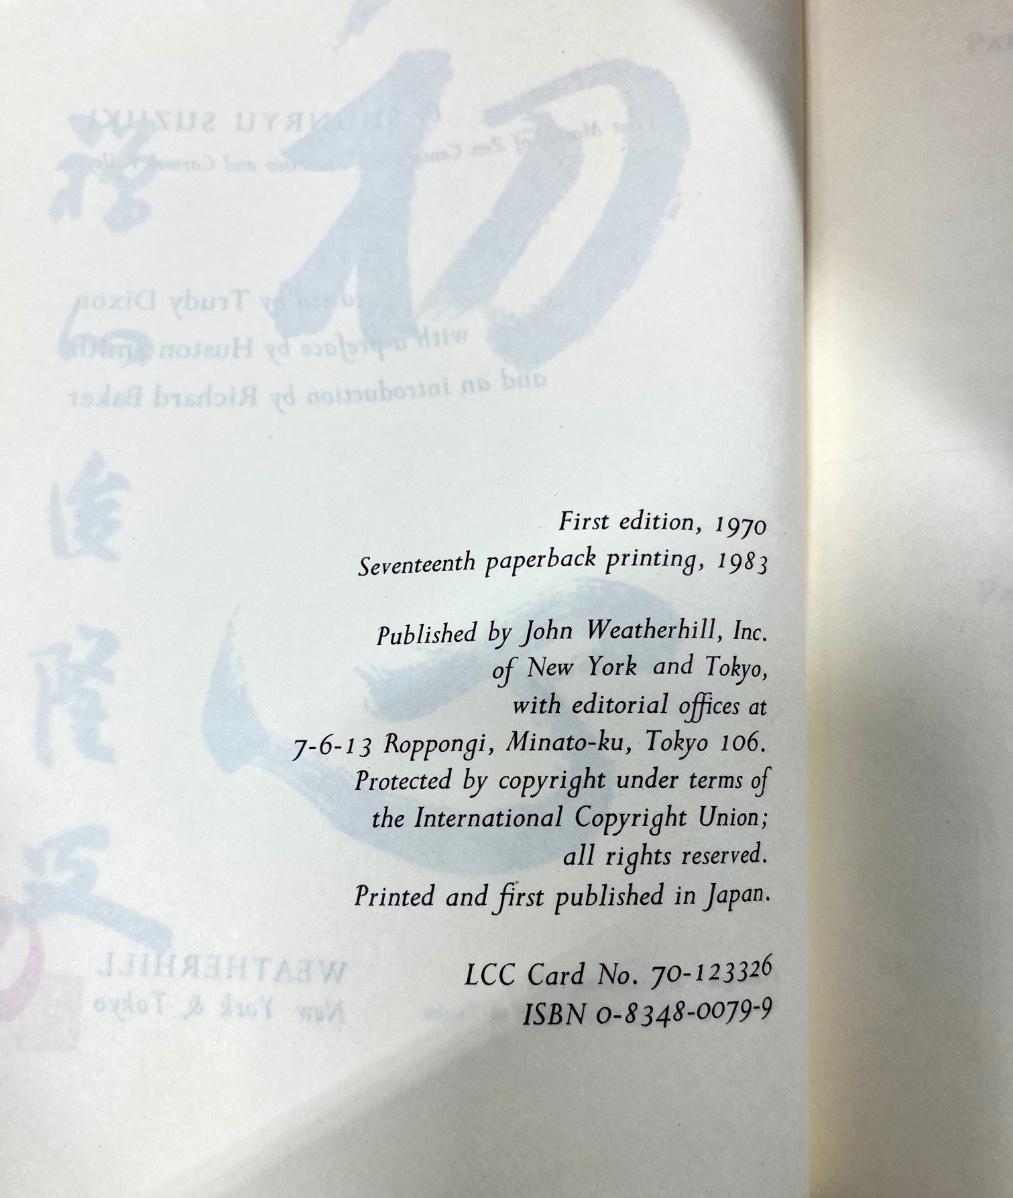 First edition, 1970
Seventeenth paperback printing, 1983
Published by John Weatherhill, Inc.
of New York and Tokyo,
with editorial offices at
7-6-13 Roppongi, Minato-ku, Tokyo 106.
Protected by copyright under terms of
the International Copyright Union;
all rights reserved.
Printed and first published in Japan.
LCC Card No. 70-123326
ISBN 0-8348-0079-9